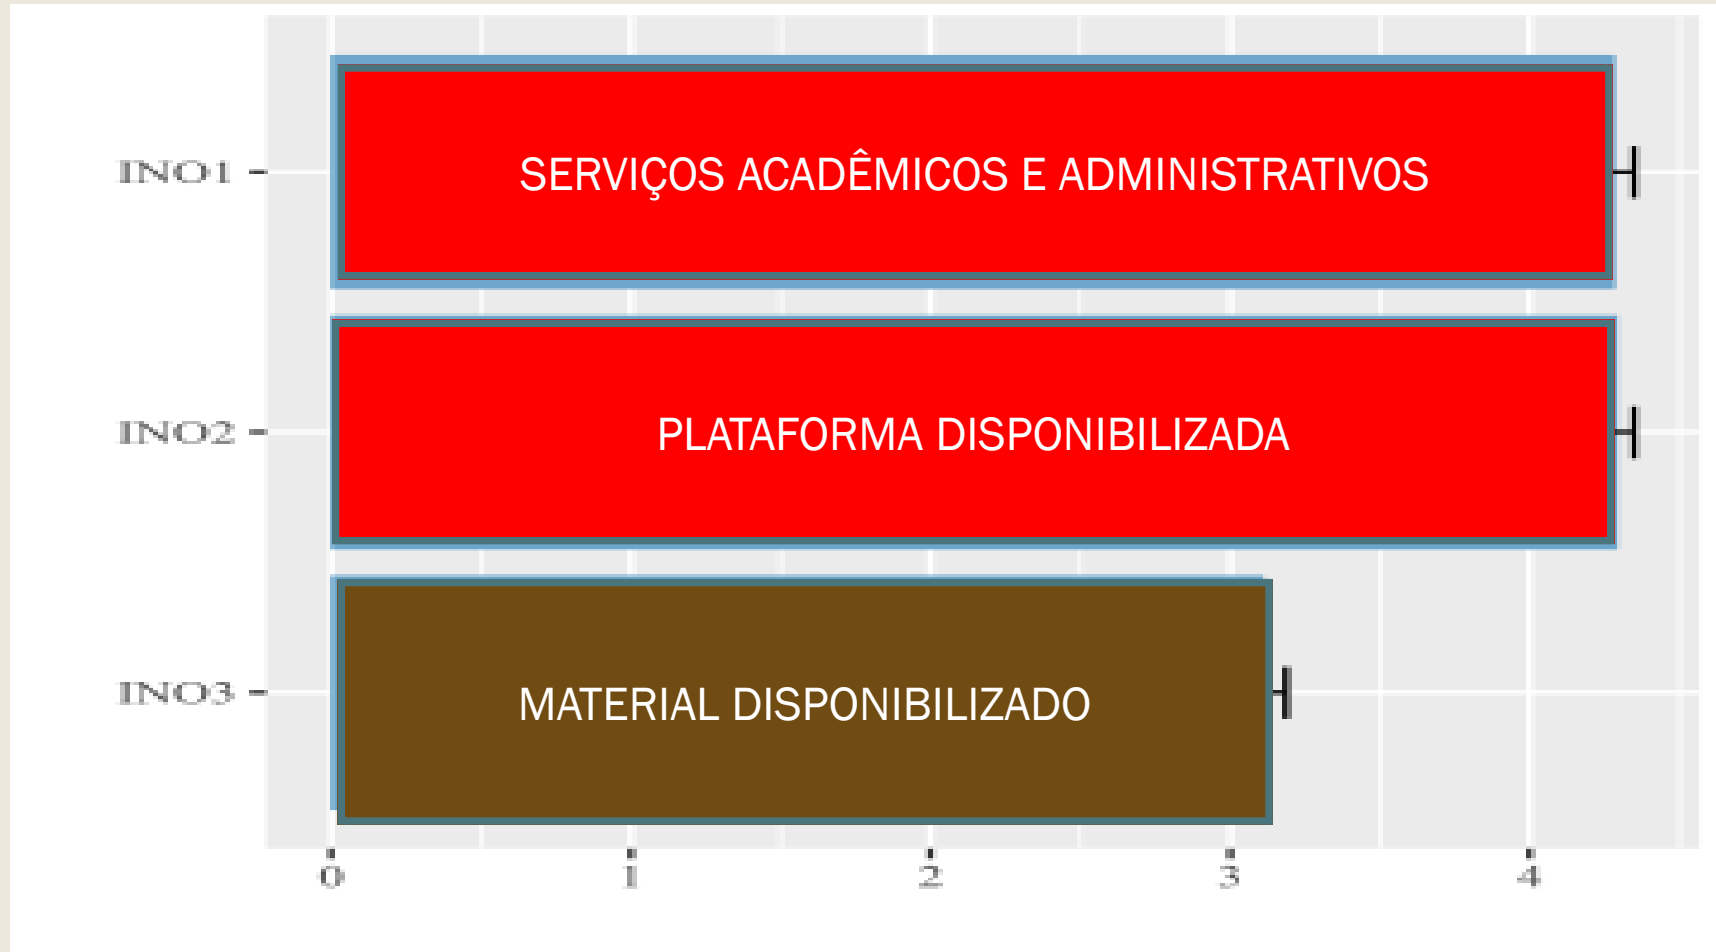 INO1
SERVIÇOS ACADÊMICOS E ADMINISTRATIVOS
INO2
PLATAFORMA DISPONIBILIZADA
INO3
MATERIAL DISPONIBILIZADO
0 1 2 3 4